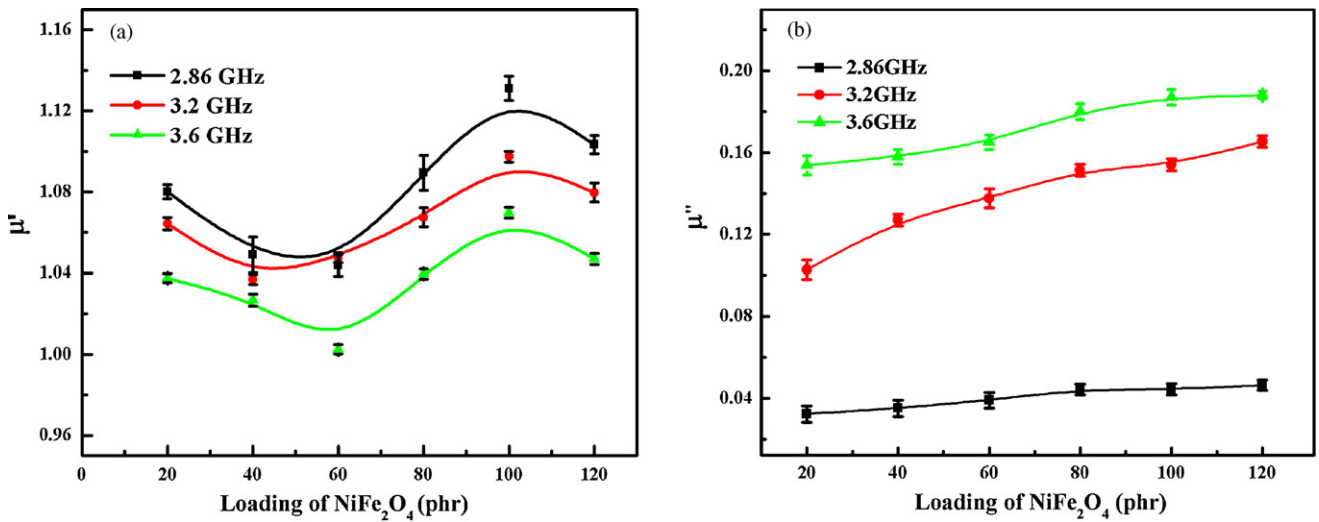 (a)
2.86 GHz
3.2 GHz
3.6 GHz
1.16
1.12
1.08
1.04
1.00
0.96
μ'
0
20
40
60
80
100
120
Loading of NiFe2O4 (phr)
(b)
2.86GHz
3.2GHz
3.6GHz
0.20
0.16
0.12
0.08
0.04
μ''
20
40
60
80
100
120
Loading of NiFe2O4 (phr)